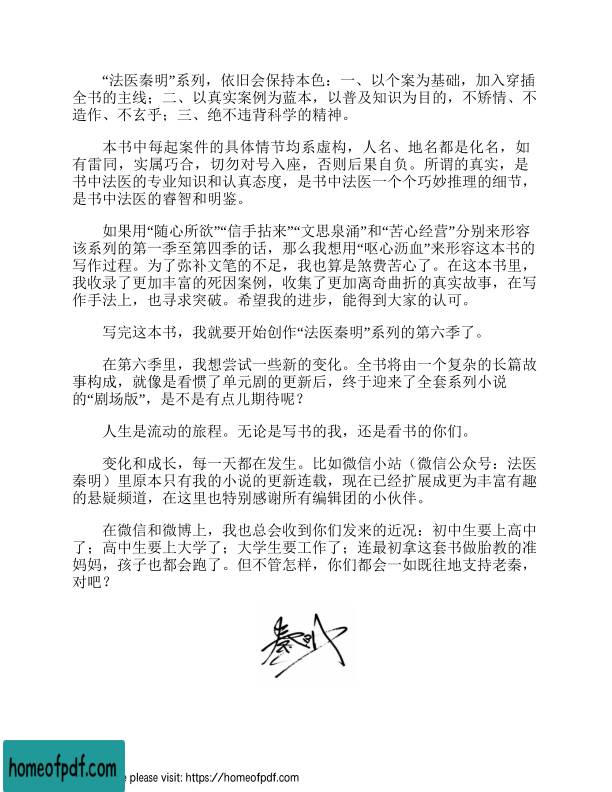 “法医秦明”系列，依旧会保持本色：一、以个案为基础，加入穿插
全书的主线；二、以真实案例为蓝本，以普及知识为目的，不矫情、不
造作、不玄乎；三、绝不违背科学的精神。
本书中每起案件的具体情节均系虚构，人名、地名都是化名，如
有雷同，实属巧合，切勿对号入座，否则后果自负。所谓的真实，是
书中法医的专业知识和认真态度，是书中法医一个个巧妙推理的细节，
是书中法医的睿智和明鉴。
如果用“随心所欲”“信手拈来”“文思泉涌”和“苦心经营”分别来形容
该系列的第一季至第四季的话，那么我想用“呕心沥血”来形容这本书的
写作过程。为了弥补文笔的不足，我也算是煞费苦心了。在这本书里，
我收录了更加丰富的死因案例，收集了更加离奇曲折的真实故事，在写
作手法上，也寻求突破。希望我的进步，能得到大家的认可。
写完这本书，我就要开始创作“法医秦明”系列的第六季了。
在第六季里，我想尝试一些新的变化。全书将由一个复杂的长篇故
事构成，就像是看惯了单元剧的更新后，终于迎来了全套系列小说
的“剧场版”，是不是有点儿期待呢？
人生是流动的旅程。无论是写书的我，还是看书的你们。
变化和成长，每一天都在发生。比如微信小站（微信公众号：法医
秦明）里原本只有我的小说的更新连载，现在已经扩展成更为丰富有趣
的悬疑频道，在这里也特别感谢所有编辑团的小伙伴。
在微信和微博上，我也总会收到你们发来的近况：初中生要上高中
了；高中生要上大学了；大学生要工作了；连最初拿这套书做胎教的准
妈妈，孩子也都会跑了。但不管怎样，你们都会一如既往地支持老秦，
对吧？
秦明
homeofpdf.com
e please visit: https://homeofpdf.com